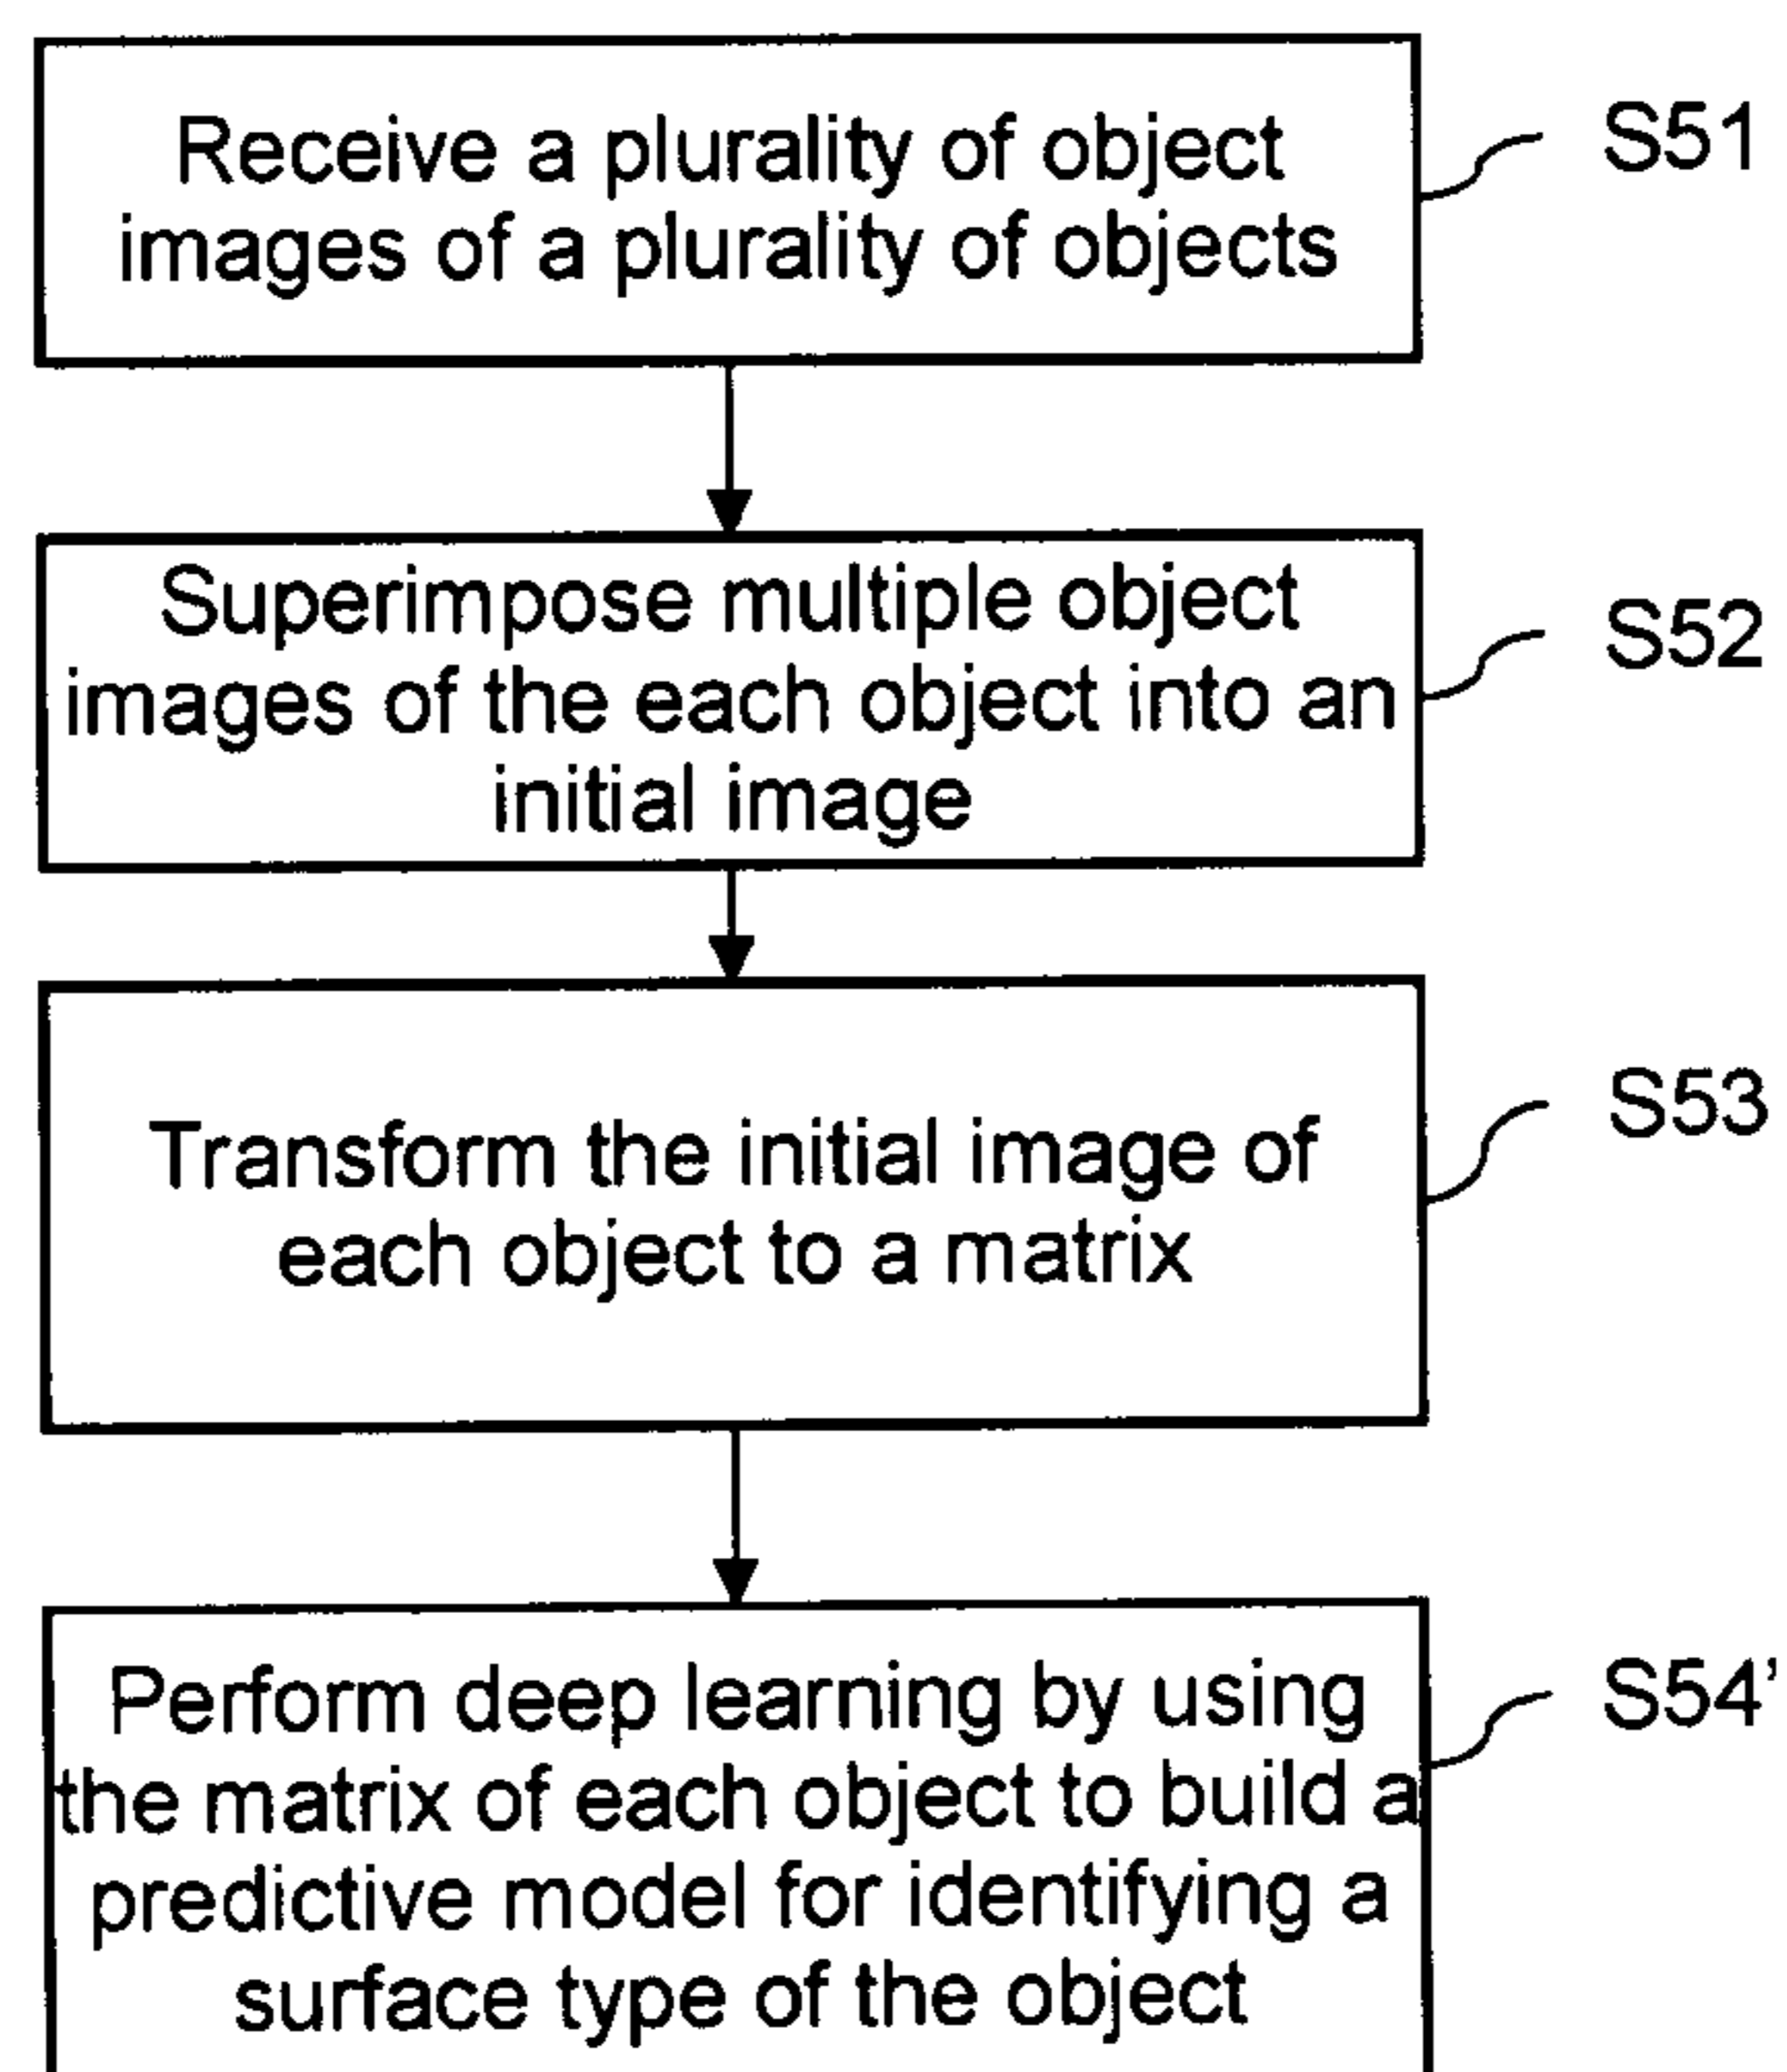 Receive a plurality of object
images of a plurality of objects
S51
Superimpose multiple object
images of the each object into an
initial image
S52
Transform the initial image of
each object to a matrix
S53
Perform deep learning by using
the matrix of each object to build a
predictive model for identifying a
surface type of the object
S54'